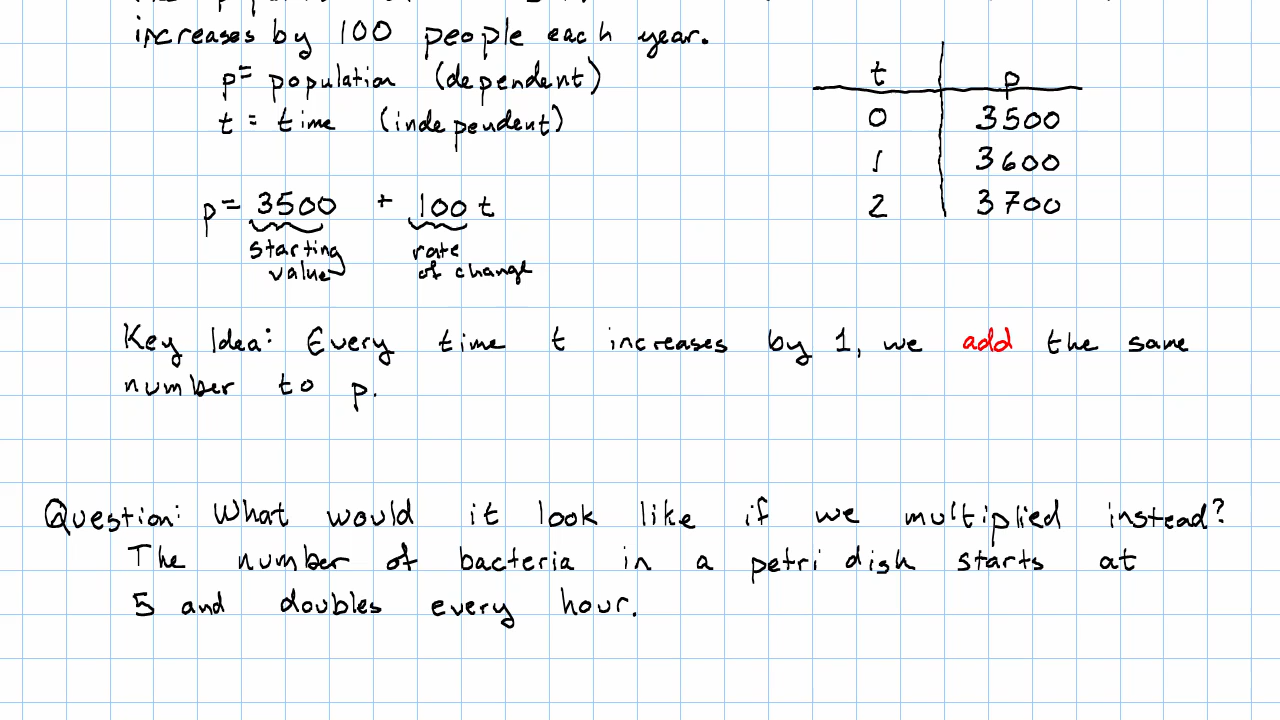 increases by 100 people each year.
p = population (dependent)
t = time (independent)
t p
0 3500
1 3600
2 3700
p = 3500 + 100 t
starting value
rate of change
Key Idea: Every time t increases by 1, we add the same
number to p.
Question: What would it look like if we multiplied instead?
The number of bacteria in a petri dish starts at
5 and doubles every hour.